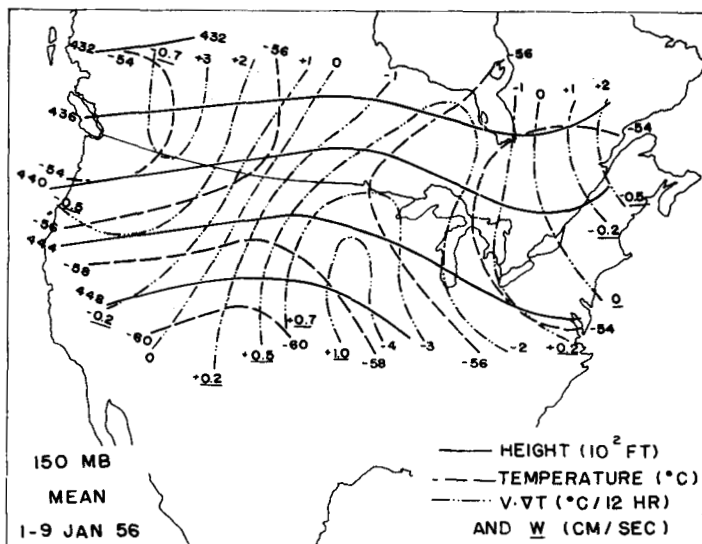 432 432 -54 0.7 +3 +2 -56 +1 0 -1 -56
-1 0 +1 +2
436 -54
-54
440 0.5 -0.5
-56 -0.2
444
-58
448 0
-0.2 +0.7 -54
-60 0 +0.2 +0.5 -60 +1.0 -4 -58 -3 -56 -2 +0.2
150 MB
MEAN
1-9 JAN 56
HEIGHT (10² FT)
TEMPERATURE (°C)
V·∇T (°C/12 HR)
AND W (CM/SEC)